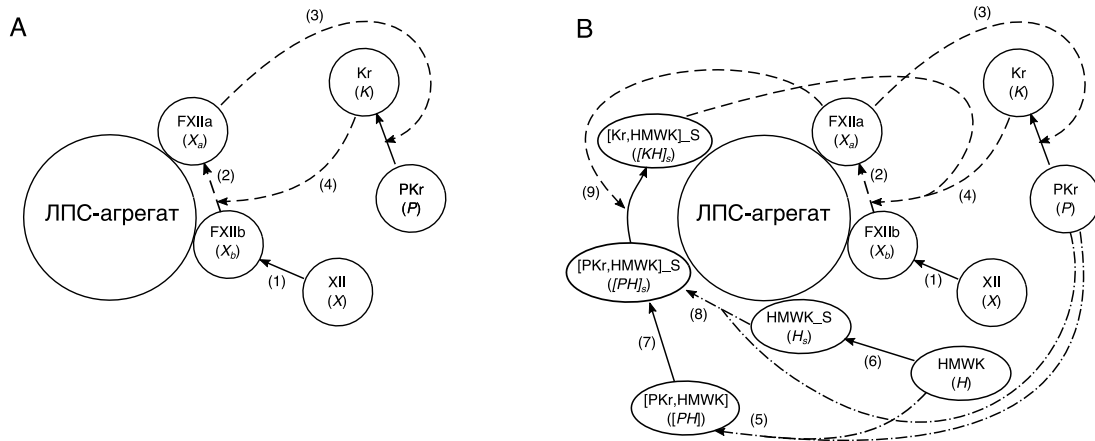 A
(3)
Kr
(K)
FXIIa
(Xₐ)
(2)
(4)
PKr
(P)
ЛПС-агрегат
FXIIb
(X_b)
(1)
XII
(X)
B
(3)
Kr
(K)
FXIIa
(Xₐ)
[Kr,HMWK]_S
([KH]ₛ)
(2)
(4)
(9)
PKr
(P)
ЛПС-агрегат
FXIIb
(X_b)
[PKr,HMWK]_S
([PH]ₛ)
(1)
XII
(X)
(8)
HMWK_S
(Hₛ)
(7)
(6)
HMWK
(H)
[PKr,HMWK]
([PH])
(5)